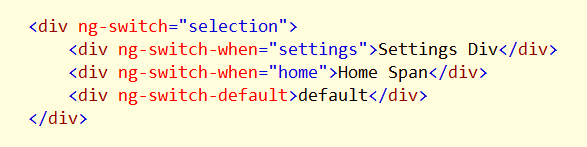 <div ng-switch="selection">
    <div ng-switch-when="settings">Settings Div</div>
    <div ng-switch-when="home">Home Span</div>
    <div ng-switch-default>default</div>
</div>